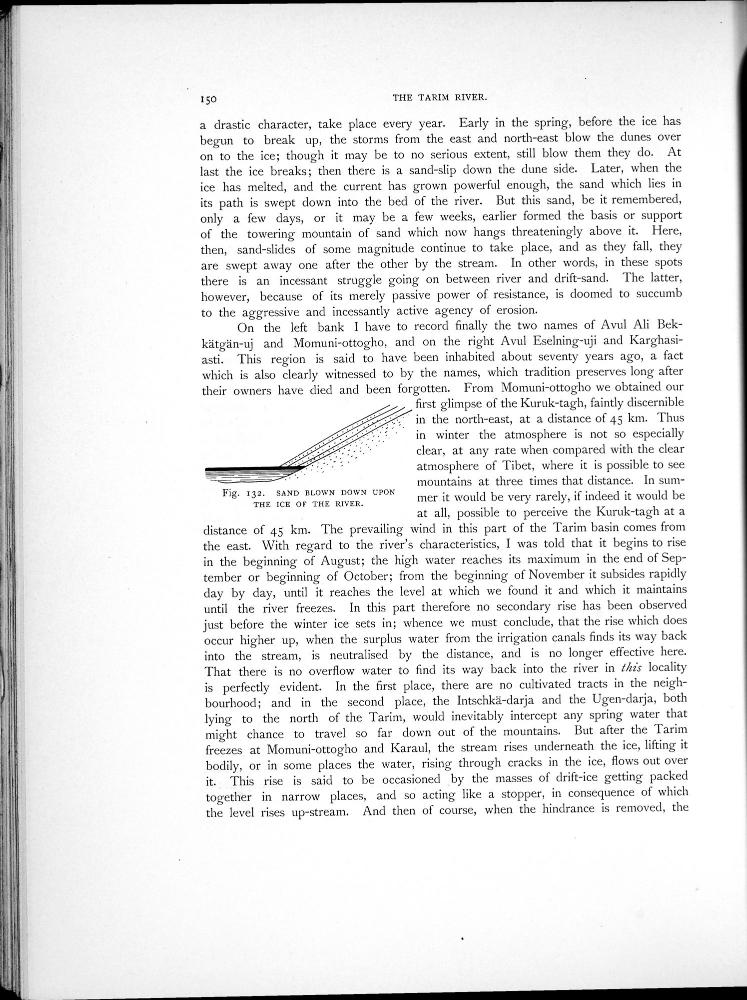 150
THE TARIM RIVER.
a drastic character, take place every year. Early in the spring, before the ice has
begun to break up, the storms from the east and north-east blow the dunes over
on to the ice; though it may be to no serious extent, still blow them they do. At
last the ice breaks; then there is a sand-slip down the dune side. Later, when the
ice has melted, and the current has grown powerful enough, the sand which lies in
its path is swept down into the bed of the river. But this sand, be it remembered,
only a few days, or it may be a few weeks, earlier formed the basis or support
of the towering mountain of sand which now hangs threateningly above it. Here,
then, sand-slides of some magnitude continue to take place, and as they fall, they
are swept away one after the other by the stream. In other words, in these spots
there is an incessant struggle going on between river and drift-sand. The latter,
however, because of its merely passive power of resistance, is doomed to succumb
to the aggressive and incessantly active agency of erosion.
On the left bank I have to record finally the two names of Avul Ali Bek-
kätgän-uj and Momuni-ottogho, and on the right Avul Eselning-uji and Karghasi-
asti. This region is said to have been inhabited about seventy years ago, a fact
which is also clearly witnessed to by the names, which tradition preserves long after
their owners have died and been forgotten. From Momuni-ottogho we obtained our
first glimpse of the Kuruk-tagh, faintly discernible
in the north-east, at a distance of 45 km. Thus
in winter the atmosphere is not so especially
clear, at any rate when compared with the clear
atmosphere of Tibet, where it is possible to see
mountains at three times that distance. In sum-
mer it would be very rarely, if indeed it would be
at all, possible to perceive the Kuruk-tagh at a
Fig. 132. SAND BLOWN DOWN UPON
THE ICE OF THE RIVER.
distance of 45 km. The prevailing wind in this part of the Tarim basin comes from
the east. With regard to the river's characteristics, I was told that it begins to rise
in the beginning of August; the high water reaches its maximum in the end of Sep-
tember or beginning of October; from the beginning of November it subsides rapidly
day by day, until it reaches the level at which we found it and which it maintains
until the river freezes. In this part therefore no secondary rise has been observed
just before the winter ice sets in; whence we must conclude, that the rise which does
occur higher up, when the surplus water from the irrigation canals finds its way back
into the stream, is neutralised by the distance, and is no longer effective here.
That there is no overflow water to find its way back into the river in this locality
is perfectly evident. In the first place, there are no cultivated tracts in the neigh-
bourhood; and in the second place, the Intschkä-darja and the Ugen-darja, both
lying to the north of the Tarim, would inevitably intercept any spring water that
might chance to travel so far down out of the mountains. But after the Tarim
freezes at Momuni-ottogho and Karaul, the stream rises underneath the ice, lifting it
bodily, or in some places the water, rising through cracks in the ice, flows out over
it. This rise is said to be occasioned by the masses of drift-ice getting packed
together in narrow places, and so acting like a stopper, in consequence of which
the level rises up-stream. And then of course, when the hindrance is removed, the